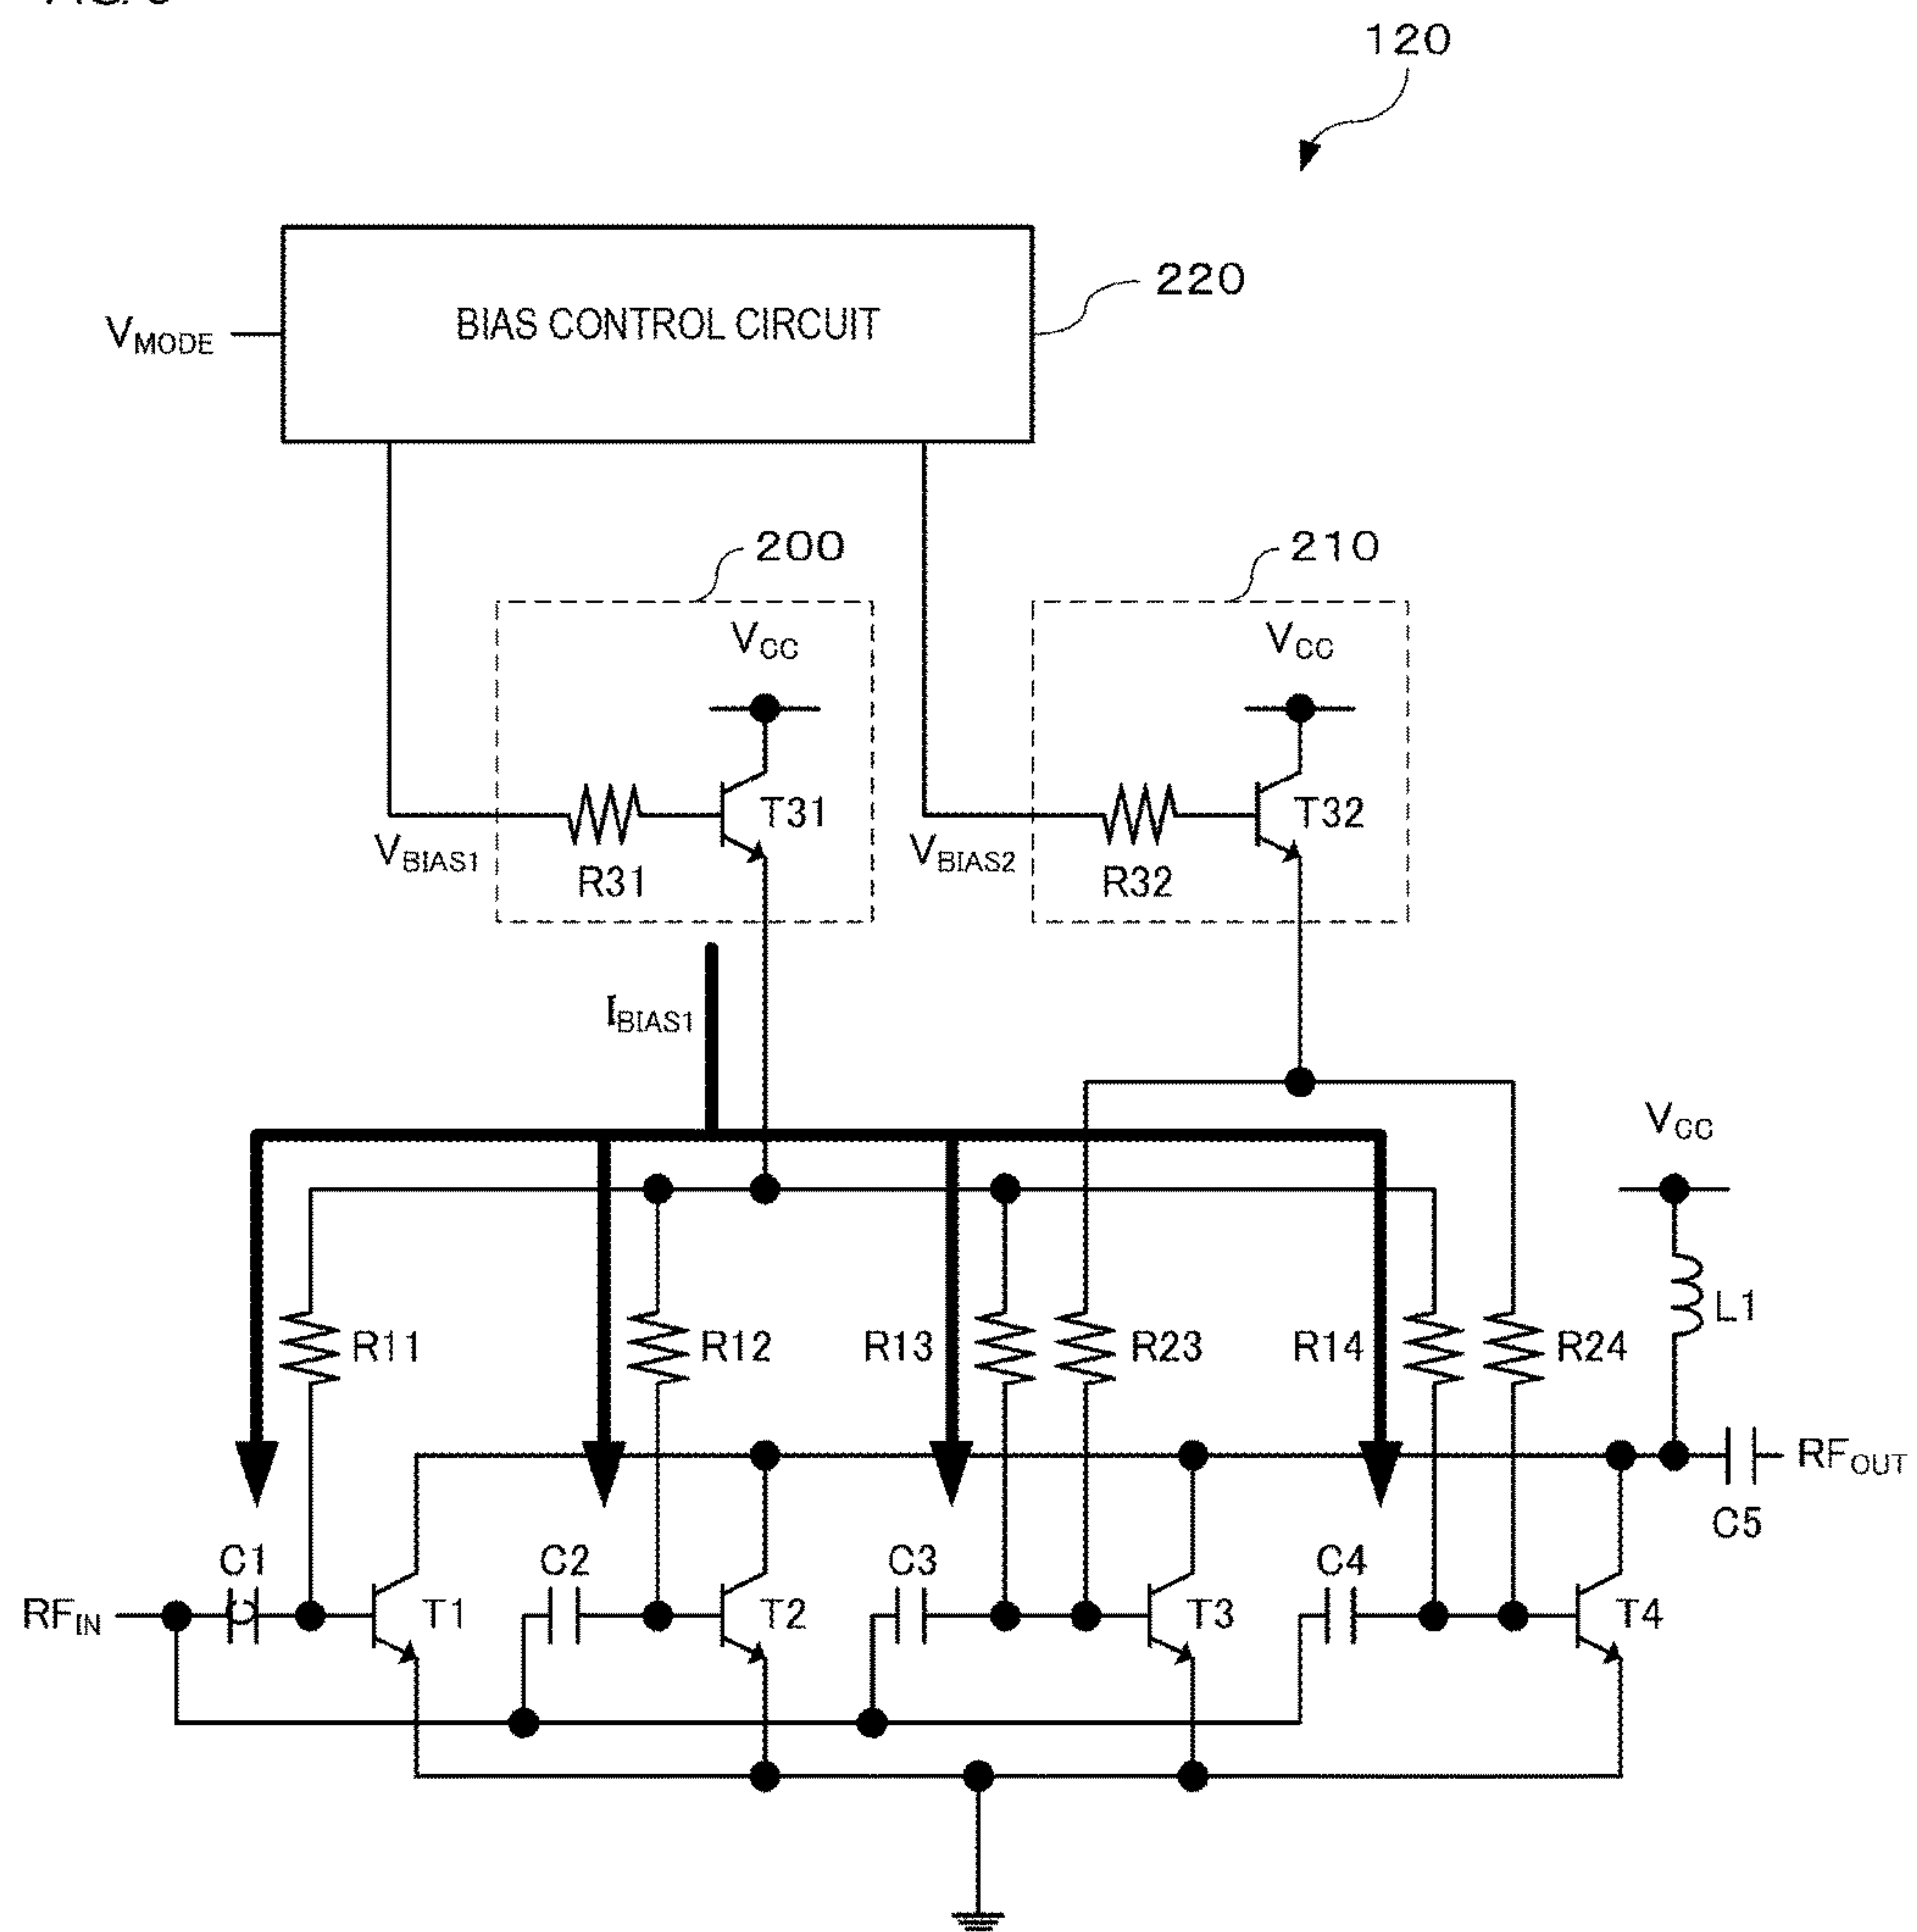 120
BIAS CONTROL CIRCUIT
220
VMODE
200
210
VCC
VCC
T31
T32
VBIAS1
R31
VBIAS2
R32
IBIAS1
VCC
R11
R12
R13
R23
R14
R24
L1
RFOUT
C5
C1
C2
C3
C4
RFIN
T1
T2
T3
T4